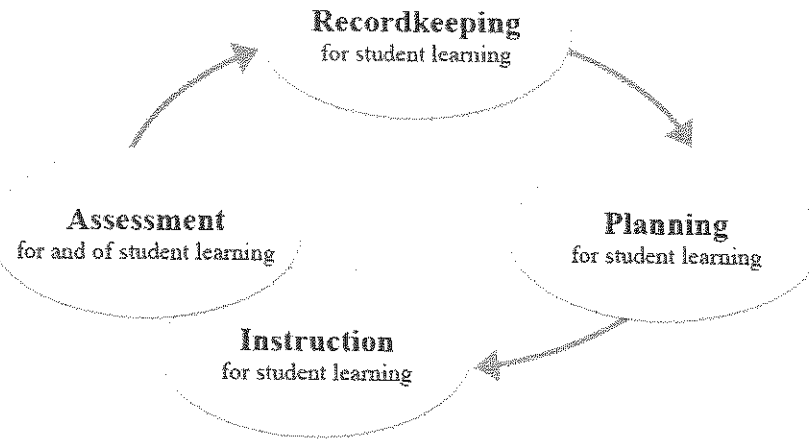 Recordkeeping
for student learning
Assessment
for and of student learning
Planning
for student learning
Instruction
for student learning